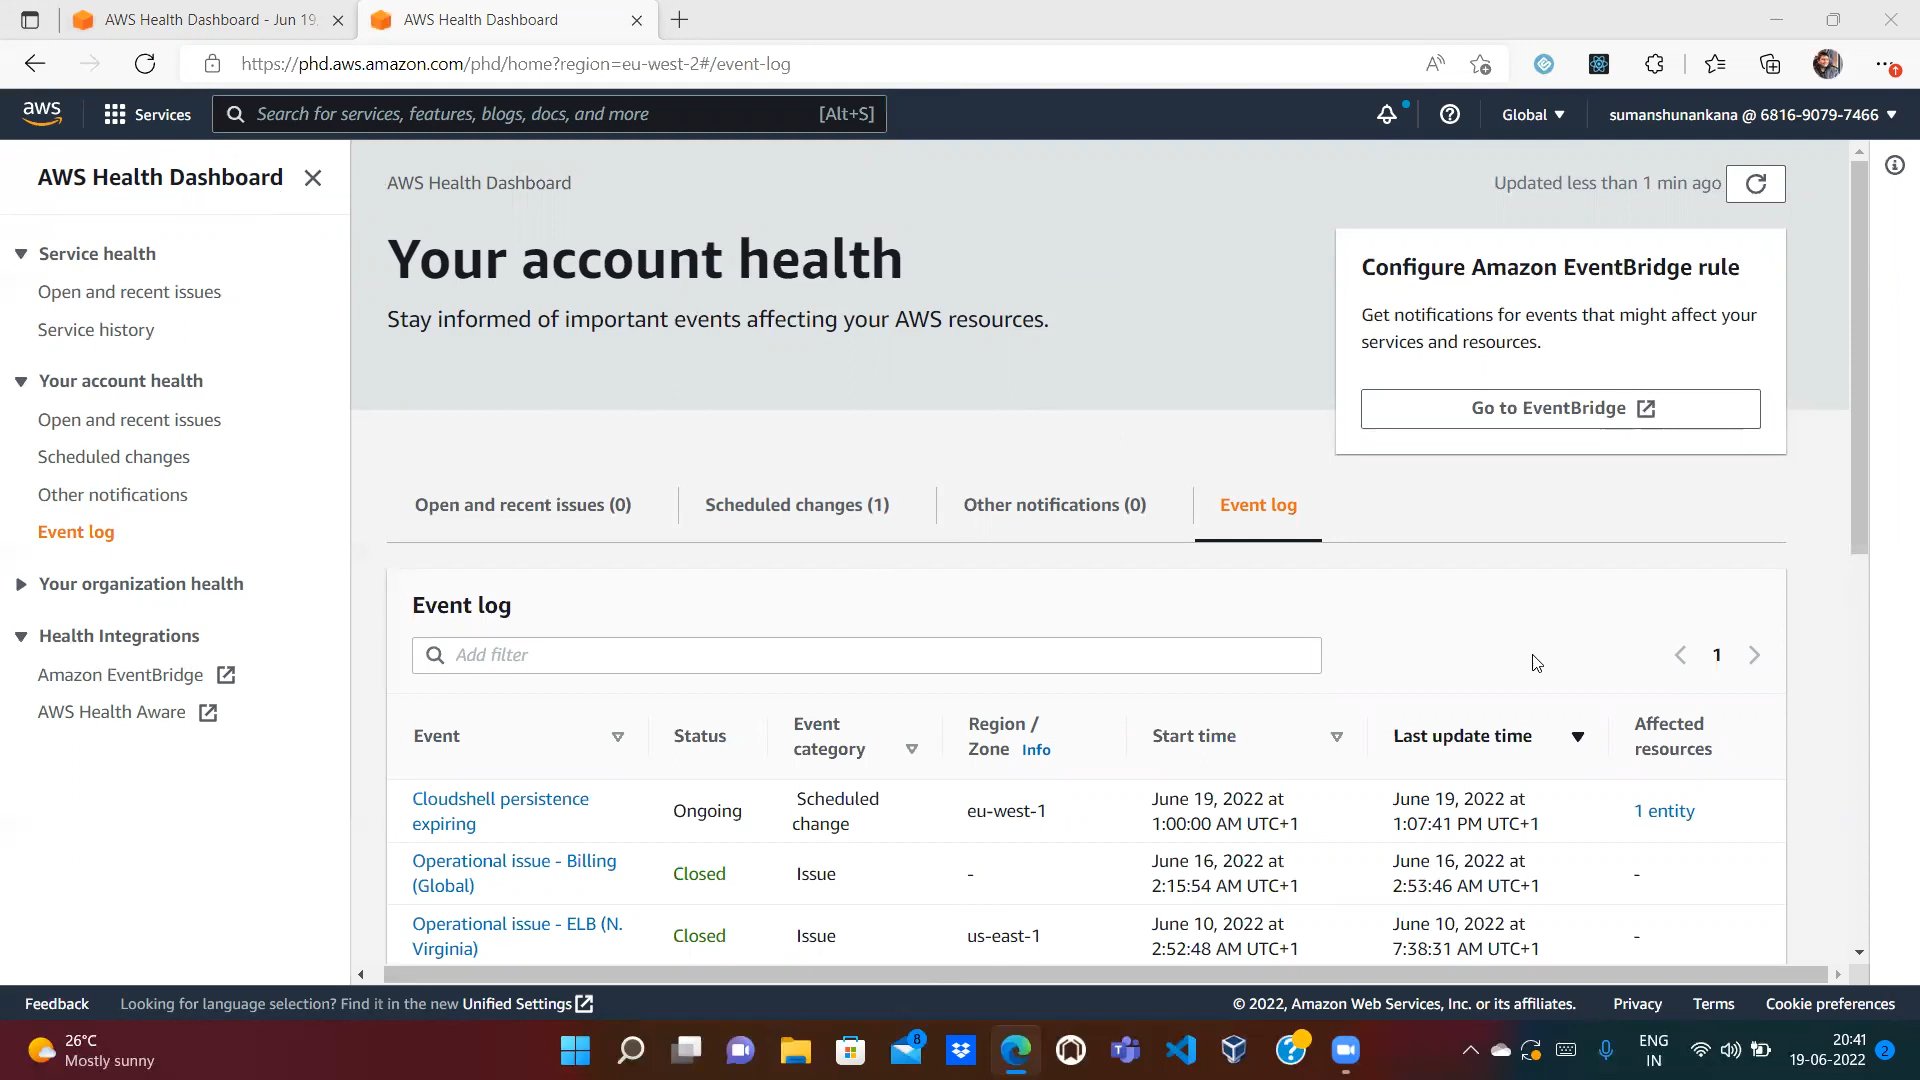 AWS Health Dashboard - Jun 19
AWS Health Dashboard
https://phd.aws.amazon.com/phd/home?region=eu-west-2#/event-log
aws
Services
Search for services, features, blogs, docs, and more
[Alt+S]
Global
sumanshunankana @ 6816-9079-7466
AWS Health Dashboard
Service health
Open and recent issues
Service history
Your account health
Open and recent issues
Scheduled changes
Other notifications
Event log
Your organization health
Health Integrations
Amazon EventBridge
AWS Health Aware
AWS Health Dashboard
Updated less than 1 min ago
Your account health
Stay informed of important events affecting your AWS resources.
Configure Amazon EventBridge rule
Get notifications for events that might affect your
services and resources.
Go to EventBridge
Open and recent issues (0)
Scheduled changes (1)
Other notifications (0)
Event log
Event log
Add filter
1
Event
Status
Event
category
Region /
Zone Info
Start time
Last update time
Affected
resources
Cloudshell persistence
expiring
Ongoing
Scheduled
change
eu-west-1
June 19, 2022 at
1:00:00 AM UTC+1
June 19, 2022 at
1:07:41 PM UTC+1
1 entity
Operational issue - Billing
(Global)
Closed
Issue
-
June 16, 2022 at
2:15:54 AM UTC+1
June 16, 2022 at
2:53:46 AM UTC+1
-
Operational issue - ELB (N.
Virginia)
Closed
Issue
us-east-1
June 10, 2022 at
2:52:48 AM UTC+1
June 10, 2022 at
7:38:31 AM UTC+1
-
Feedback
Looking for language selection? Find it in the new Unified Settings
© 2022, Amazon Web Services, Inc. or its affiliates.
Privacy
Terms
Cookie preferences
26°C
Mostly sunny
8
ENG
IN
20:41
19-06-2022
2